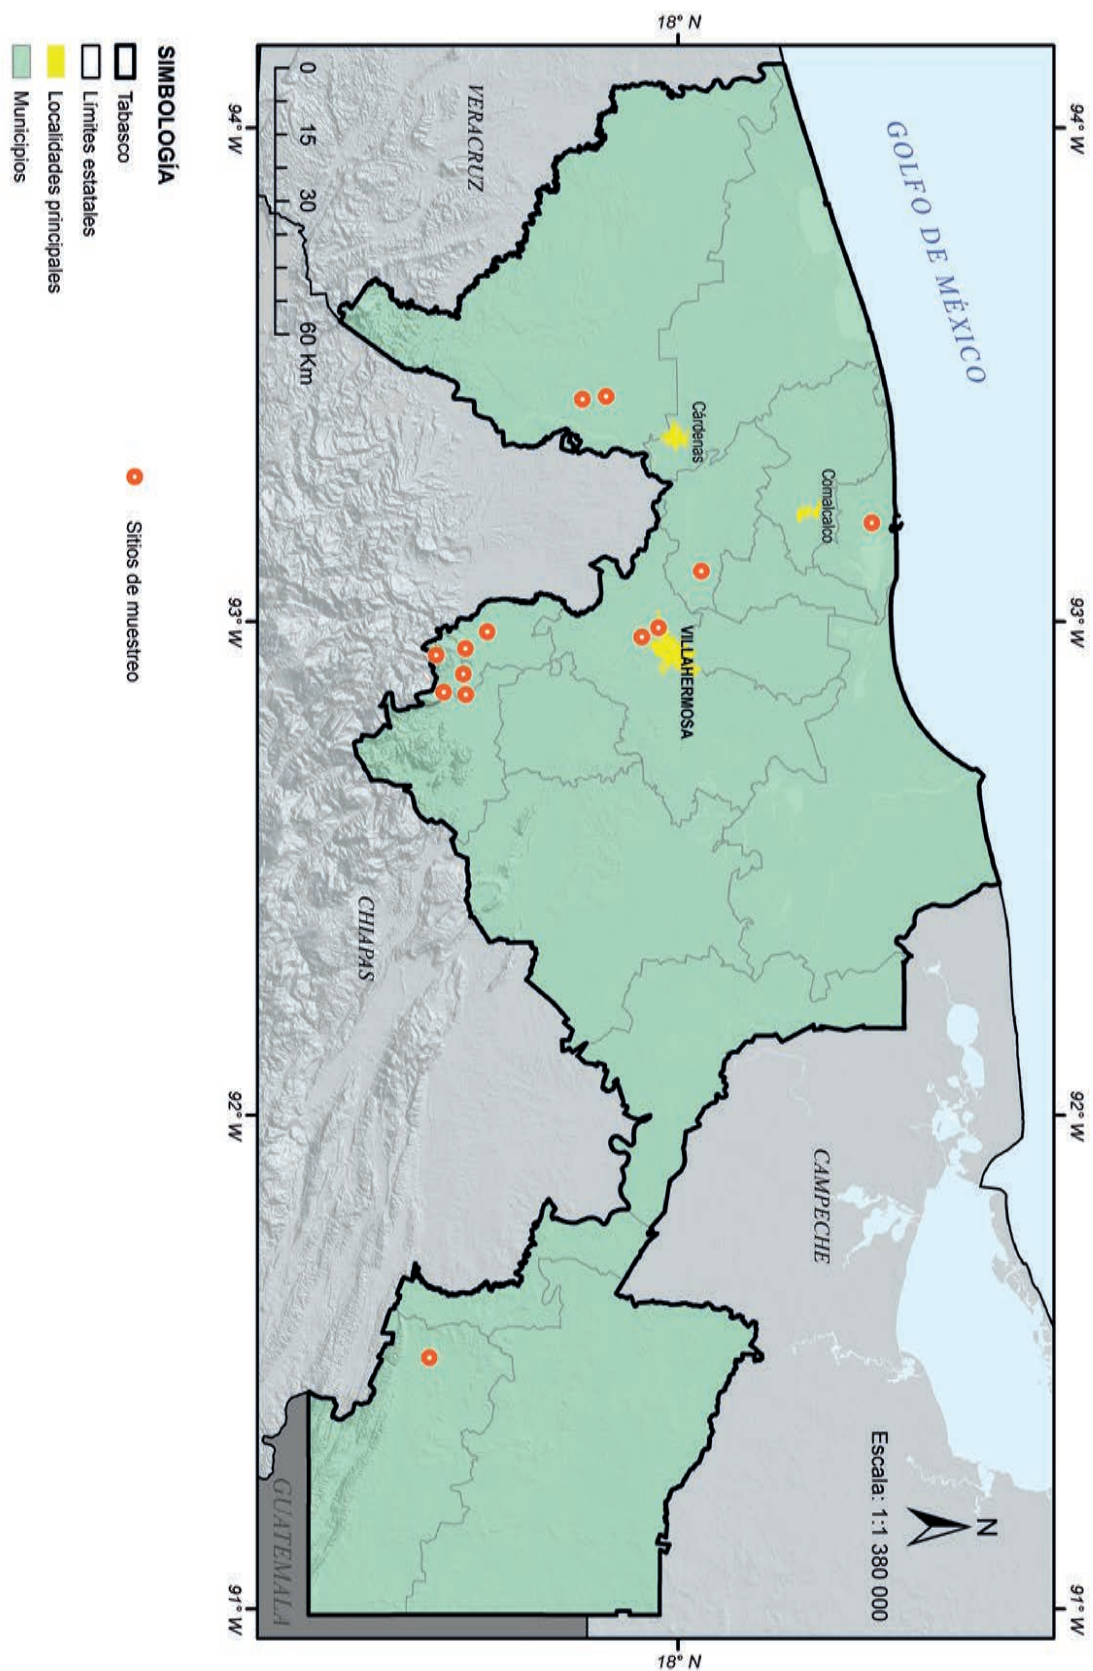 94° W
93° W
92° W
91° W
GOLFO DE MÉXICO
N
Escala: 1:1 380 000
CAMPECHE
Comalcalco
Cárdenas
VILLAHERMOSA
18° N
18° N
VERACRUZ
CHIAPAS
GUATEMALA
0 15 30 60 Km
94° W
93° W
92° W
91° W
SIMBOLOGÍA
Tabasco
Límites estatales
Localidades principales
Municipios
Sitios de muestreo